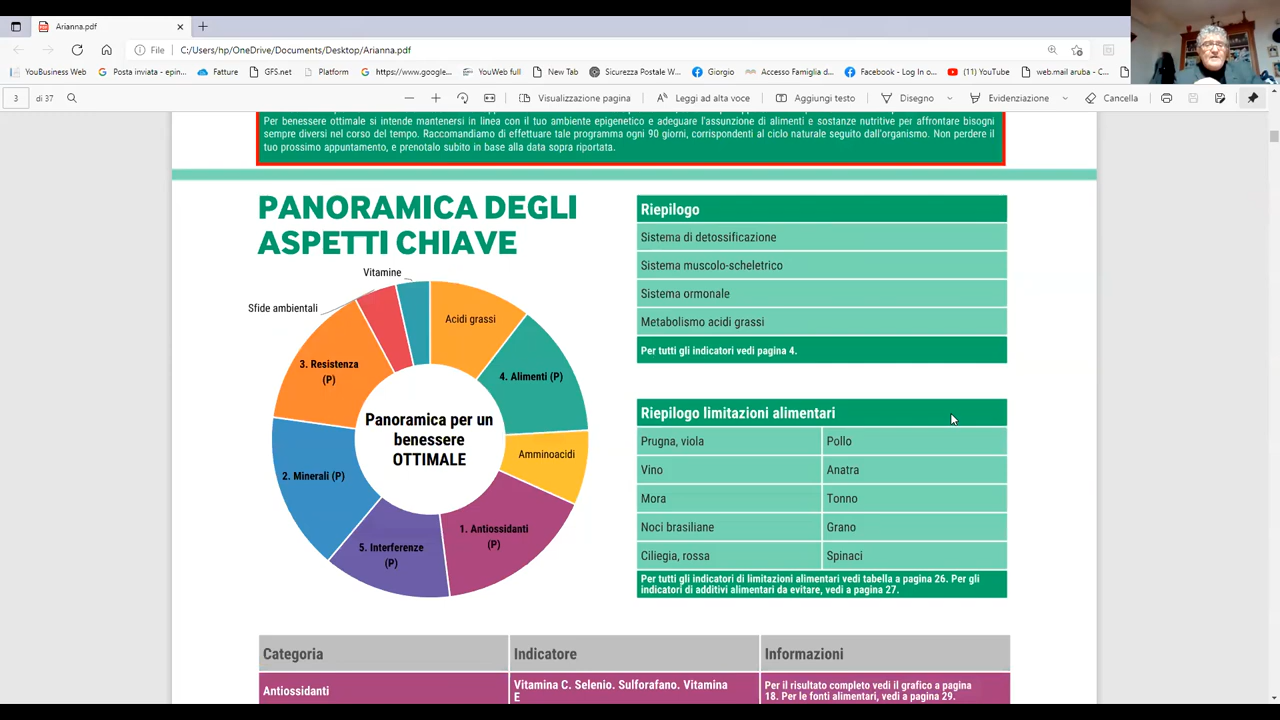 Arianna.pdf
File
C:/Users/hp/OneDrive/Documents/Desktop/Arianna.pdf
YouBusiness Web
Posta inviata - epin...
Fatture
GFS.net
Platform
https://www.google...
YouWeb full
New Tab
Sicurezza Postale W...
Giorgio
Accesso Famiglia d...
Facebook - Log In o...
(11) YouTube
web.mail aruba - C...
3 di 37
Visualizzazione pagina
Leggi ad alta voce
Aggiungi testo
Disegno
Evidenziazione
Cancella
Per benessere ottimale si intende mantenersi in linea con il tuo ambiente epigenetico e adeguare l'assunzione di alimenti e sostanze nutritive per affrontare bisogni
sempre diversi nel corso del tempo. Raccomandiamo di effettuare tale programma ogni 90 giorni, corrispondenti al ciclo naturale seguito dall'organismo. Non perdere il
tuo prossimo appuntamento, e prenotalo subito in base alla data sopra riportata.
PANORAMICA DEGLI
ASPETTI CHIAVE
Vitamine
Sfide ambientali
Acidi grassi
3. Resistenza
(P)
4. Alimenti (P)
Panoramica per un
benessere
OTTIMALE
Amminoacidi
2. Minerali (P)
1. Antiossidanti
(P)
5. Interferenze
(P)
Riepilogo
Sistema di detossificazione
Sistema muscolo-scheletrico
Sistema ormonale
Metabolismo acidi grassi
Per tutti gli indicatori vedi pagina 4.
Riepilogo limitazioni alimentari
Prugna, viola Pollo
Vino Anatra
Mora Tonno
Noci brasiliane Grano
Ciliegia, rossa Spinaci
Per tutti gli indicatori di limitazioni alimentari vedi tabella a pagina 26. Per gli
indicatori di additivi alimentari da evitare, vedi a pagina 27.
Categoria Indicatore Informazioni
Antiossidanti
Vitamina C. Selenio. Sulforafano. Vitamina
E
Per il risultato completo vedi il grafico a pagina
18. Per le fonti alimentari, vedi a pagina 29.